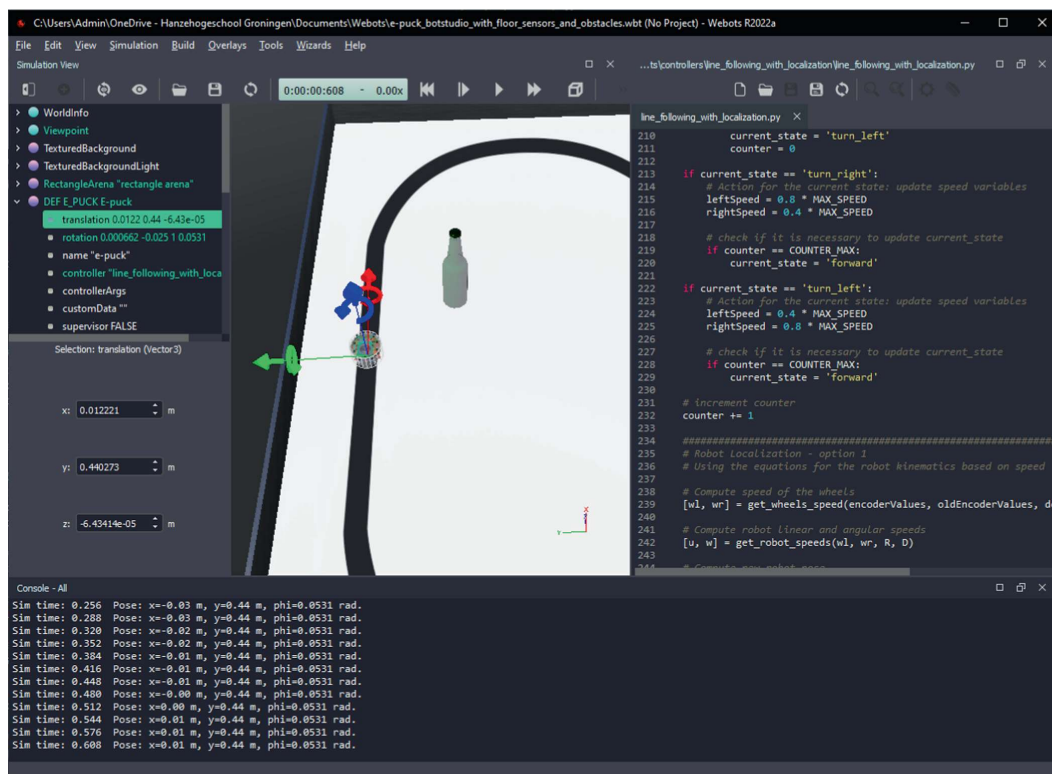 C:\Users\Admin\OneDrive - Hanzehogeschool Groningen\Documents\Webots\e-puck_botstudio_with_floor_sensors_and_obstacles.wbt (No Project) - Webots R2022a
File Edit View Simulation Build Overlays Tools Wizards Help
Simulation View
0:00:00:608 - 0.00x
WorldInfo
Viewpoint
TexturedBackground
TexturedBackgroundLight
RectangleArena "rectangle arena"
DEF E_PUCK E-puck
translation 0.0122 0.44 -6.43e-05
rotation 0.000662 -0.025 1 0.0531
name "e-puck"
controller "line_following_with_loca
controllerArgs
customData ""
supervisor FALSE
Selection: translation (Vector3)
x: 0.012221 m
y: 0.440273 m
z: -6.43414e-05 m
x
y
...ts\controllers\line_following_with_localization\line_following_with_localization.py
line_following_with_localization.py
210 current_state = 'turn_left'
211 counter = 0
212
213 if current_state == 'turn_right':
214 # Action for the current state: update speed variables
215 leftSpeed = 0.8 * MAX_SPEED
216 rightSpeed = 0.4 * MAX_SPEED
217
218 # check if it is necessary to update current_state
219 if counter == COUNTER_MAX:
220 current_state = 'forward'
221
222 if current_state == 'turn_left':
223 # Action for the current state: update speed variables
224 leftSpeed = 0.4 * MAX_SPEED
225 rightSpeed = 0.8 * MAX_SPEED
226
227 # check if it is necessary to update current_state
228 if counter == COUNTER_MAX:
229 current_state = 'forward'
230
231 # increment counter
232 counter += 1
233
234 ##############################################################
235 # Robot Localization - option 1
236 # Using the equations for the robot kinematics based on speed
237
238 # Compute speed of the wheels
239 [wl, wr] = get_wheels_speed(encoderValues, oldEncoderValues, de
240
241 # Compute robot linear and angular speeds
242 [u, w] = get_robot_speeds(wl, wr, R, D)
243
244 # Compute new robot pose
Console - All
Sim time: 0.256 Pose: x=-0.03 m, y=0.44 m, phi=0.0531 rad.
Sim time: 0.288 Pose: x=-0.03 m, y=0.44 m, phi=0.0531 rad.
Sim time: 0.320 Pose: x=-0.02 m, y=0.44 m, phi=0.0531 rad.
Sim time: 0.352 Pose: x=-0.02 m, y=0.44 m, phi=0.0531 rad.
Sim time: 0.384 Pose: x=-0.01 m, y=0.44 m, phi=0.0531 rad.
Sim time: 0.416 Pose: x=-0.01 m, y=0.44 m, phi=0.0531 rad.
Sim time: 0.448 Pose: x=-0.01 m, y=0.44 m, phi=0.0531 rad.
Sim time: 0.480 Pose: x=-0.00 m, y=0.44 m, phi=0.0531 rad.
Sim time: 0.512 Pose: x=0.00 m, y=0.44 m, phi=0.0531 rad.
Sim time: 0.544 Pose: x=0.01 m, y=0.44 m, phi=0.0531 rad.
Sim time: 0.576 Pose: x=0.01 m, y=0.44 m, phi=0.0531 rad.
Sim time: 0.608 Pose: x=0.01 m, y=0.44 m, phi=0.0531 rad.